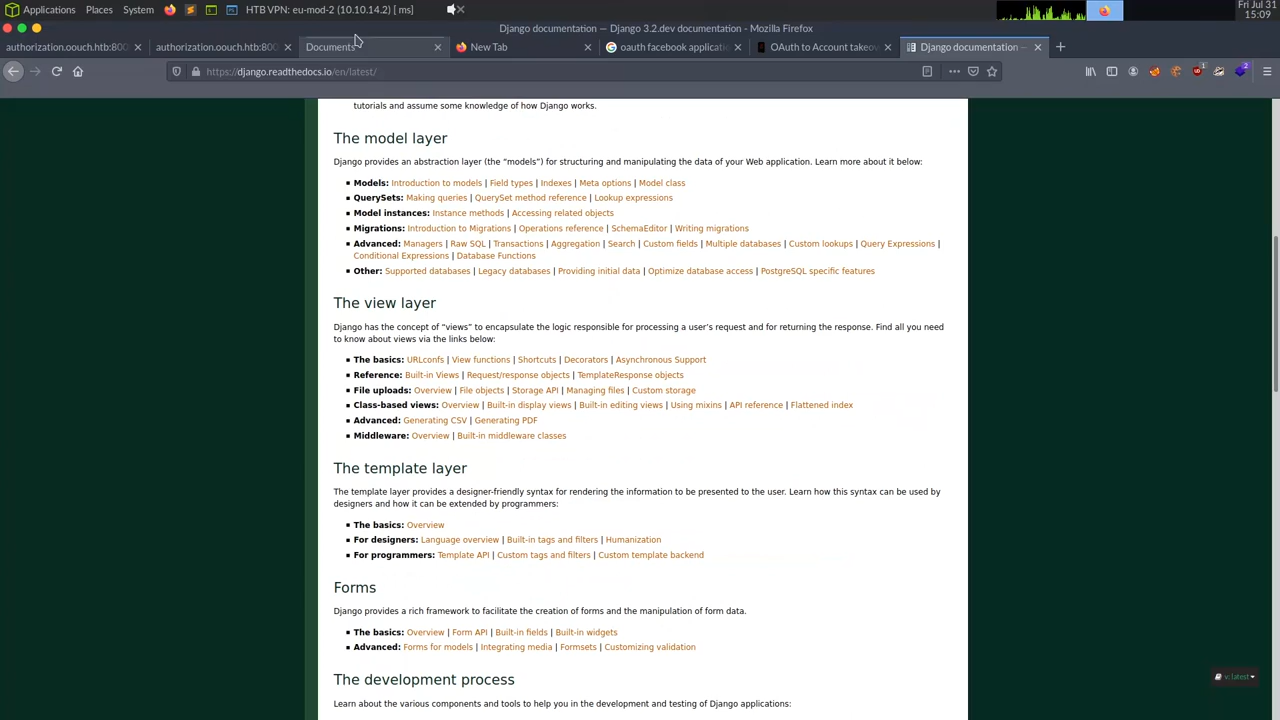 Applications Places System HTB VPN: eu-mod-2 (10.10.14.2) [ms] Fri Jul 31
15:09
Django documentation — Django 3.2.dev documentation - Mozilla Firefox
authorization.oouch.htb:800 authorization.oouch.htb:800 Documents New Tab oauth facebook applicatio OAuth to Account takeov Django documentation —
https://django.readthedocs.io/en/latest/
tutorials and assume some knowledge of how Django works.
The model layer
Django provides an abstraction layer (the “models”) for structuring and manipulating the data of your Web application. Learn more about it below:
▪ Models: Introduction to models | Field types | Indexes | Meta options | Model class
▪ QuerySets: Making queries | QuerySet method reference | Lookup expressions
▪ Model instances: Instance methods | Accessing related objects
▪ Migrations: Introduction to Migrations | Operations reference | SchemaEditor | Writing migrations
▪ Advanced: Managers | Raw SQL | Transactions | Aggregation | Search | Custom fields | Multiple databases | Custom lookups | Query Expressions |
Conditional Expressions | Database Functions
▪ Other: Supported databases | Legacy databases | Providing initial data | Optimize database access | PostgreSQL specific features
The view layer
Django has the concept of “views” to encapsulate the logic responsible for processing a user’s request and for returning the response. Find all you need
to know about views via the links below:
▪ The basics: URLconfs | View functions | Shortcuts | Decorators | Asynchronous Support
▪ Reference: Built-in Views | Request/response objects | TemplateResponse objects
▪ File uploads: Overview | File objects | Storage API | Managing files | Custom storage
▪ Class-based views: Overview | Built-in display views | Built-in editing views | Using mixins | API reference | Flattened index
▪ Advanced: Generating CSV | Generating PDF
▪ Middleware: Overview | Built-in middleware classes
The template layer
The template layer provides a designer-friendly syntax for rendering the information to be presented to the user. Learn how this syntax can be used by
designers and how it can be extended by programmers:
▪ The basics: Overview
▪ For designers: Language overview | Built-in tags and filters | Humanization
▪ For programmers: Template API | Custom tags and filters | Custom template backend
Forms
Django provides a rich framework to facilitate the creation of forms and the manipulation of form data.
▪ The basics: Overview | Form API | Built-in fields | Built-in widgets
▪ Advanced: Forms for models | Integrating media | Formsets | Customizing validation
v: latest
The development process
Learn about the various components and tools to help you in the development and testing of Django applications: